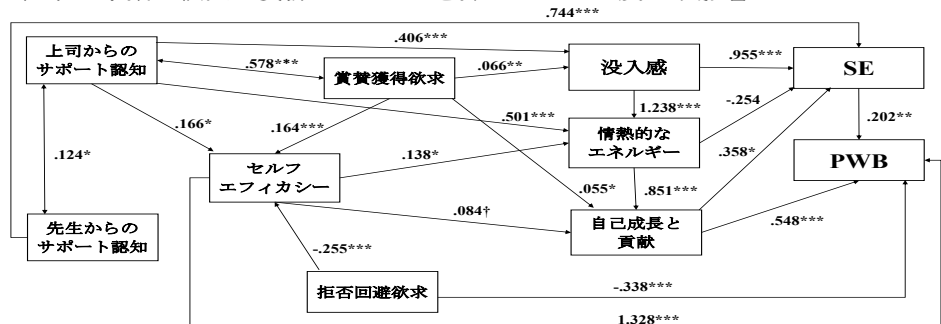 .744***
上司からの
サポート認知
.406***
.578***
賞賛獲得欲求
.066**
没入感
.955***
SE
1.238***
-.254
.501***
.202**
.166*
.164***
情熱的な
エネルギー
.358*
PWB
.124*
セルフ
エフィカシー
.138*
.055*
.851***
.084†
自己成長と
貢献
.548***
先生からの
サポート認知
-.255***
拒否回避欲求
-.338***
1.328***